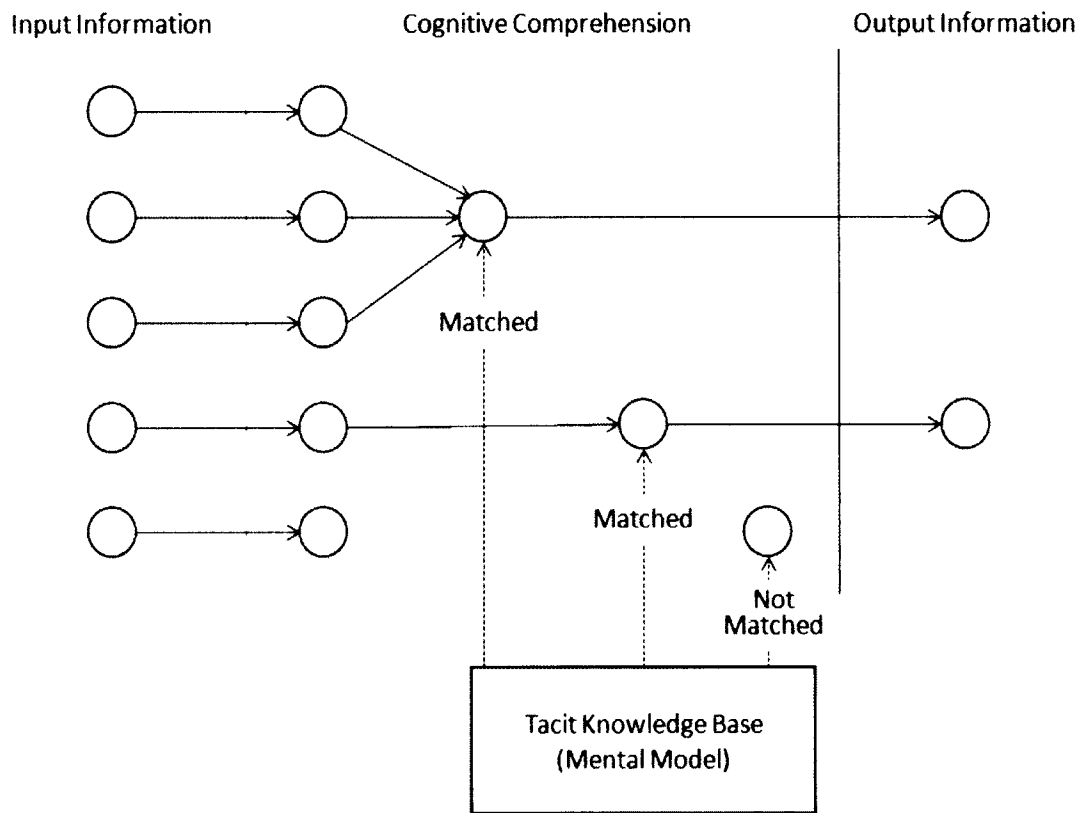 Input Information
Cognitive Comprehension
Output Information
Matched
Matched
Not
Matched
Tacit Knowledge Base
(Mental Model)